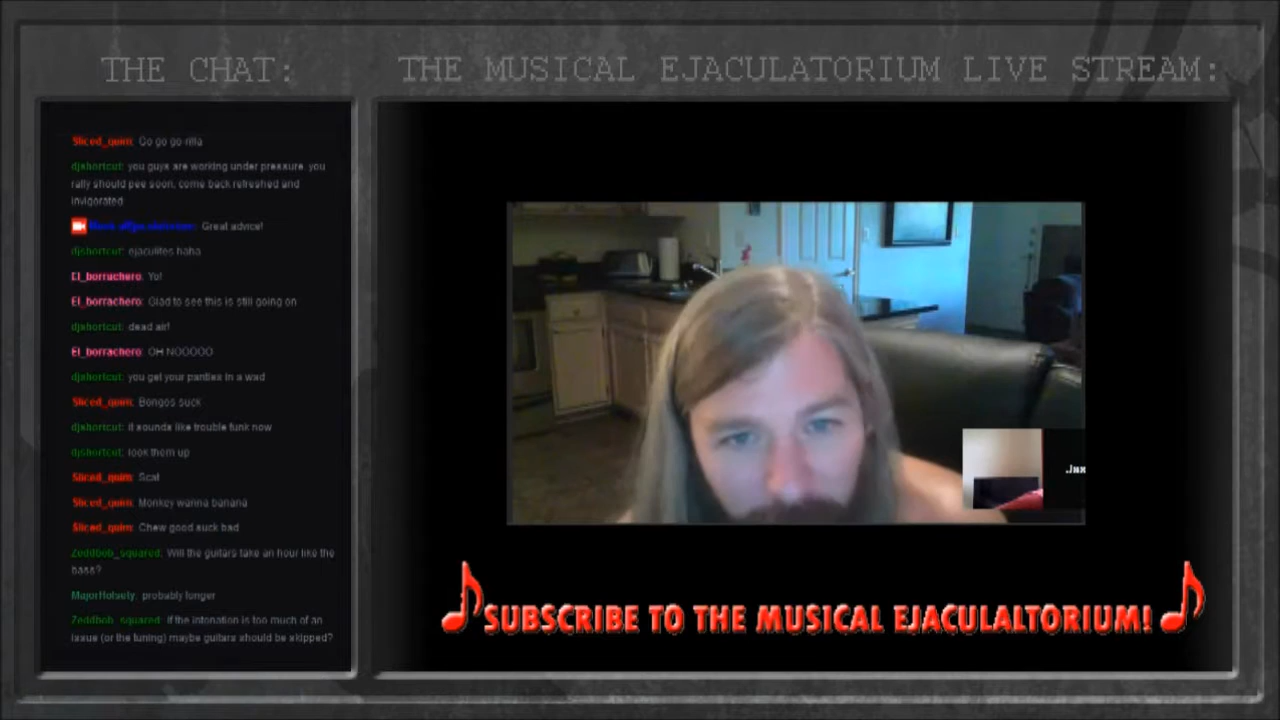 THE CHAT:
THE MUSICAL EJACULATORIUM LIVE STREAM:
Sliced_quim: Go go go rilla
djshortcut: you guys are working under pressure. you
rally should pee soon. come back refreshed and
invigorated
Great advice!
djshortcut: ejaculites haha
El_borrachero: Yo!
El_borrachero: Glad to see this is still going on
djshortcut: dead air!
El_borrachero: OH NOOOOO
djshortcut: you get your panties in a wad
Sliced_quim: Bongos suck
djshortcut: it sounds like trouble funk now
djshortcut: look them up
Sliced_quim: Scat
Sliced_quim: Monkey wanna banana
Sliced_quim: Chew good suck bad
Zeddbob_squared: Will the guitars take an hour like the
bass?
MajorHolsely: probably longer
Zeddbob_squared: If the intonation is too much of an
issue (or the tuning) maybe guitars should be skipped?
SUBSCRIBE TO THE MUSICAL EJACULALTORIUM!